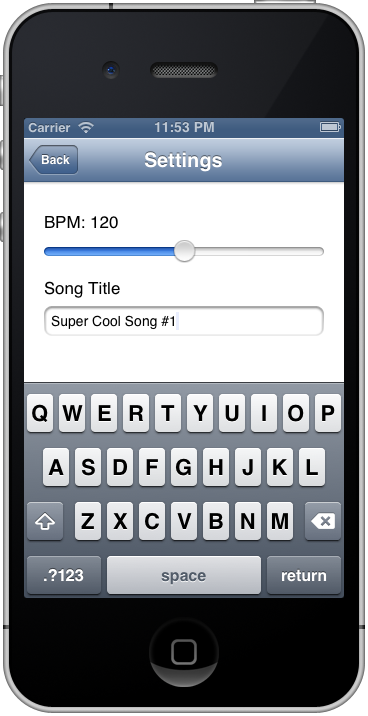 Carrier 11:53 PM
Back Settings
BPM: 120
Song Title
Super Cool Song #1
Q W E R T Y U I O P
A S D F G H J K L
Z X C V B N M
.?123 space return